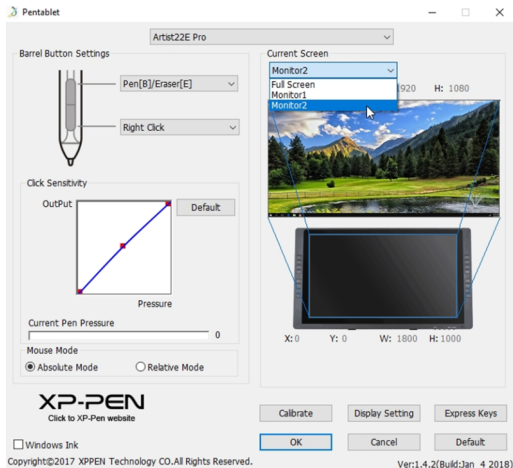 Pentablet
Artist22E Pro
Barrel Button Settings
Pen[B]/Eraser[E]
Right Click
Click Sensitivity
OutPut
Default
Pressure
Current Pen Pressure
0
Mouse Mode
Absolute Mode
Relative Mode
XP-PEN
Click to XP-Pen website
Windows Ink
Copyright©2017 XPPEN Technology CO.All Rights Reserved.
Current Screen
Monitor2
Full Screen
Monitor1
Monitor2
920 H: 1080
X: 0 Y: 0 W: 1800 H: 1000
Calibrate
Display Setting
Express Keys
OK
Cancel
Default
Ver:1.4.2(Build:Jan 4 2018)